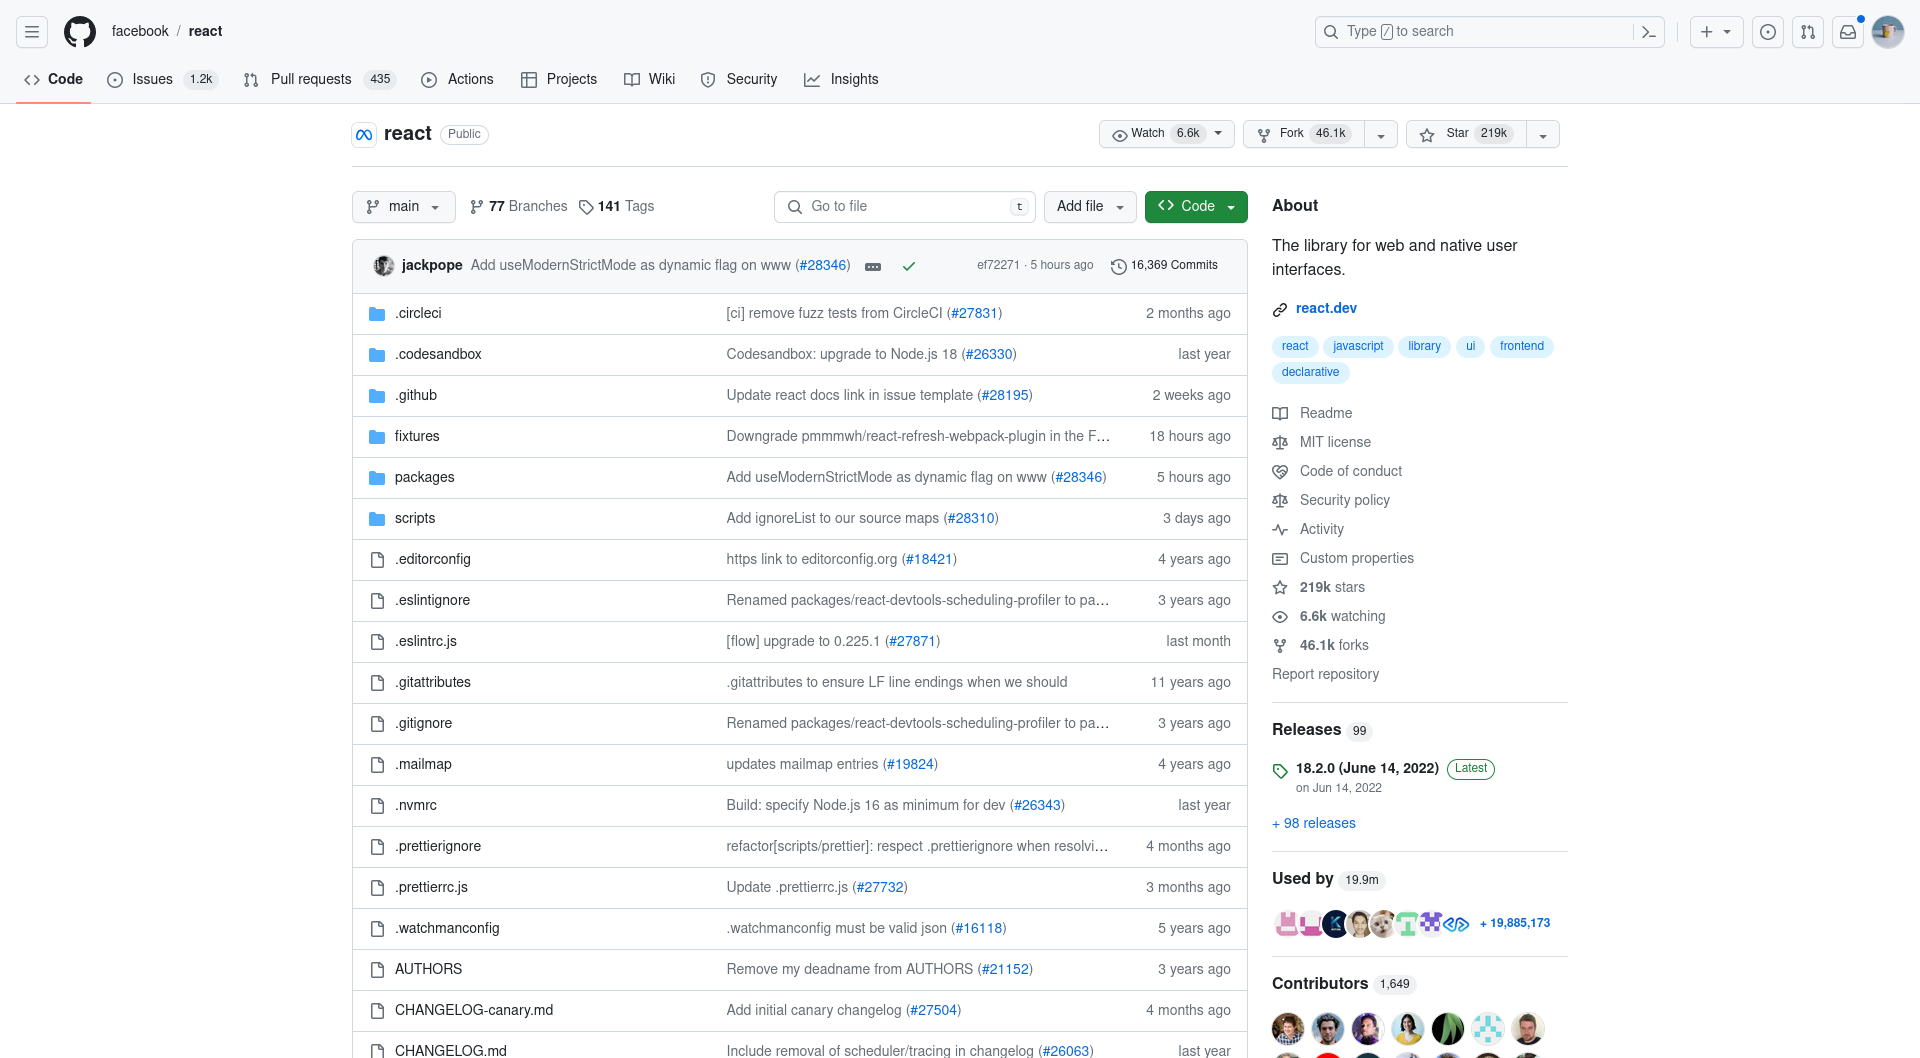 facebook / react
Type / to search
Code
Issues 1.2k
Pull requests 435
Actions
Projects
Wiki
Security
Insights
react Public
Watch 6.6k
Fork 46.1k
Star 219k
main
77 Branches
141 Tags
Go to file t
Add file
Code
jackpope Add useModernStrictMode as dynamic flag on www (#28346) ef72271 · 5 hours ago 16,369 Commits
.circleci [ci] remove fuzz tests from CircleCI (#27831) 2 months ago
.codesandbox Codesandbox: upgrade to Node.js 18 (#26330) last year
.github Update react docs link in issue template (#28195) 2 weeks ago
fixtures Downgrade pmmmwh/react-refresh-webpack-plugin in the F… 18 hours ago
packages Add useModernStrictMode as dynamic flag on www (#28346) 5 hours ago
scripts Add ignoreList to our source maps (#28310) 3 days ago
.editorconfig https link to editorconfig.org (#18421) 4 years ago
.eslintignore Renamed packages/react-devtools-scheduling-profiler to pa… 3 years ago
.eslintrc.js [flow] upgrade to 0.225.1 (#27871) last month
.gitattributes .gitattributes to ensure LF line endings when we should 11 years ago
.gitignore Renamed packages/react-devtools-scheduling-profiler to pa… 3 years ago
.mailmap updates mailmap entries (#19824) 4 years ago
.nvmrc Build: specify Node.js 16 as minimum for dev (#26343) last year
.prettierignore refactor[scripts/prettier]: respect .prettierignore when resolvi… 4 months ago
.prettierrc.js Update .prettierrc.js (#27732) 3 months ago
.watchmanconfig .watchmanconfig must be valid json (#16118) 5 years ago
AUTHORS Remove my deadname from AUTHORS (#21152) 3 years ago
CHANGELOG-canary.md Add initial canary changelog (#27504) 4 months ago
CHANGELOG.md Include removal of scheduler/tracing in changelog (#26063) last year
About
The library for web and native user
interfaces.
react.dev
react javascript library ui frontend
declarative
Readme
MIT license
Code of conduct
Security policy
Activity
Custom properties
219k stars
6.6k watching
46.1k forks
Report repository
Releases 99
18.2.0 (June 14, 2022) Latest
on Jun 14, 2022
+ 98 releases
Used by 19.9m
+ 19,885,173
Contributors 1,649